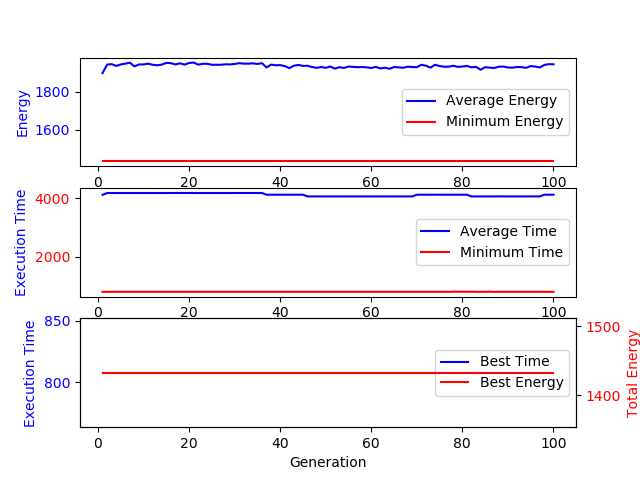 1800
1600
Energy
Average Energy
Minimum Energy
0 20 40 60 80 100
4000
2000
Execution Time
Average Time
Minimum Time
0 20 40 60 80 100
850
800
Execution Time
Best Time
Best Energy
1500
1400
Total Energy
0 20 40 60 80 100
Generation